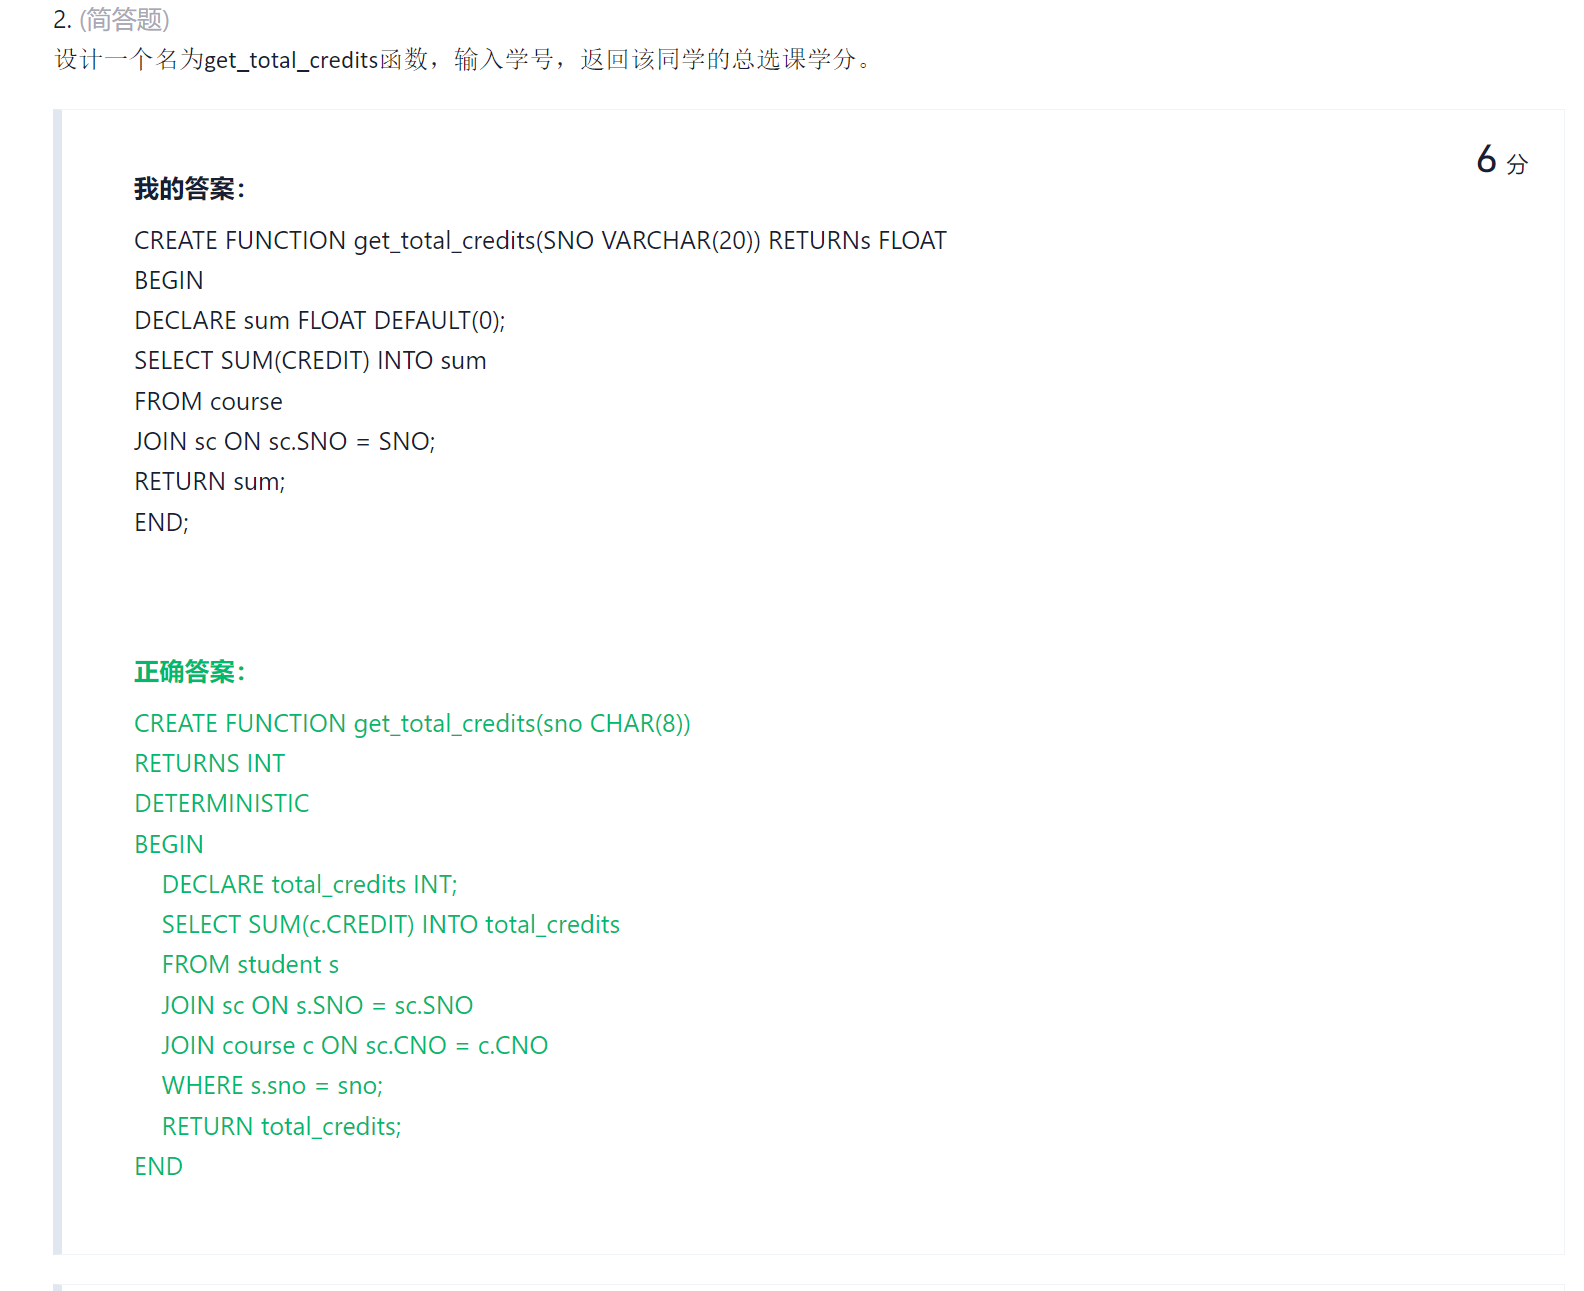 2. (简答题)
设计一个名为get_total_credits函数，输入学号，返回该同学的总选课学分。
6 分
我的答案：
CREATE FUNCTION get_total_credits(SNO VARCHAR(20)) RETURNs FLOAT
BEGIN
DECLARE sum FLOAT DEFAULT(0);
SELECT SUM(CREDIT) INTO sum
FROM course
JOIN sc ON sc.SNO = SNO;
RETURN sum;
END;
正确答案：
CREATE FUNCTION get_total_credits(sno CHAR(8))
RETURNS INT
DETERMINISTIC
BEGIN
DECLARE total_credits INT;
SELECT SUM(c.CREDIT) INTO total_credits
FROM student s
JOIN sc ON s.SNO = sc.SNO
JOIN course c ON sc.CNO = c.CNO
WHERE s.sno = sno;
RETURN total_credits;
END